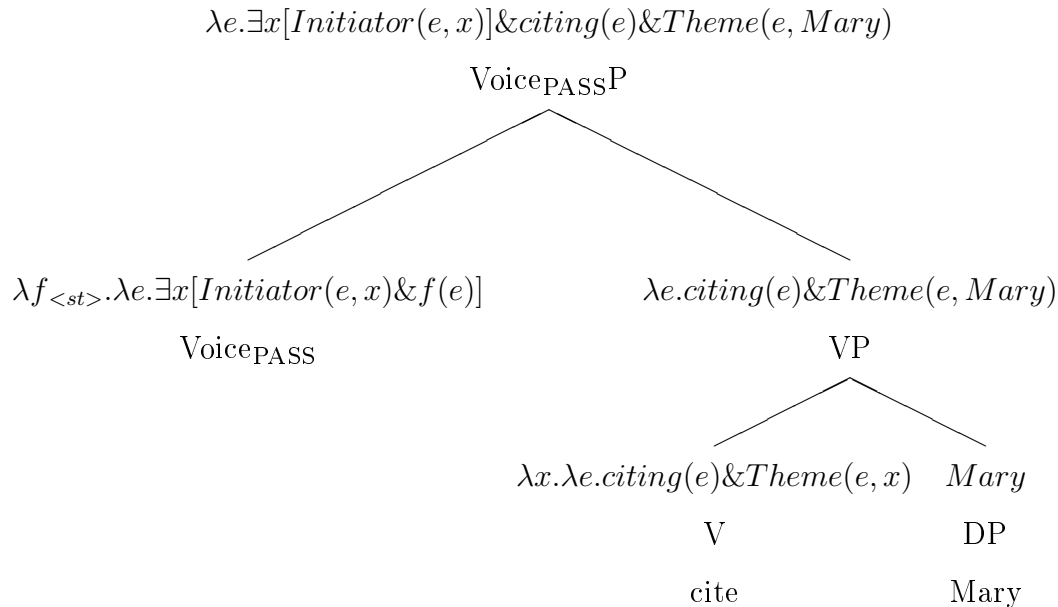 λe.∃x[Initiator(e, x)]&citing(e)&Theme(e, Mary)
Voice_PASS P
λf_<st>.λe.∃x[Initiator(e, x)&f(e)] λe.citing(e)&Theme(e, Mary)
Voice_PASS VP
λx.λe.citing(e)&Theme(e, x) Mary
V DP
cite Mary